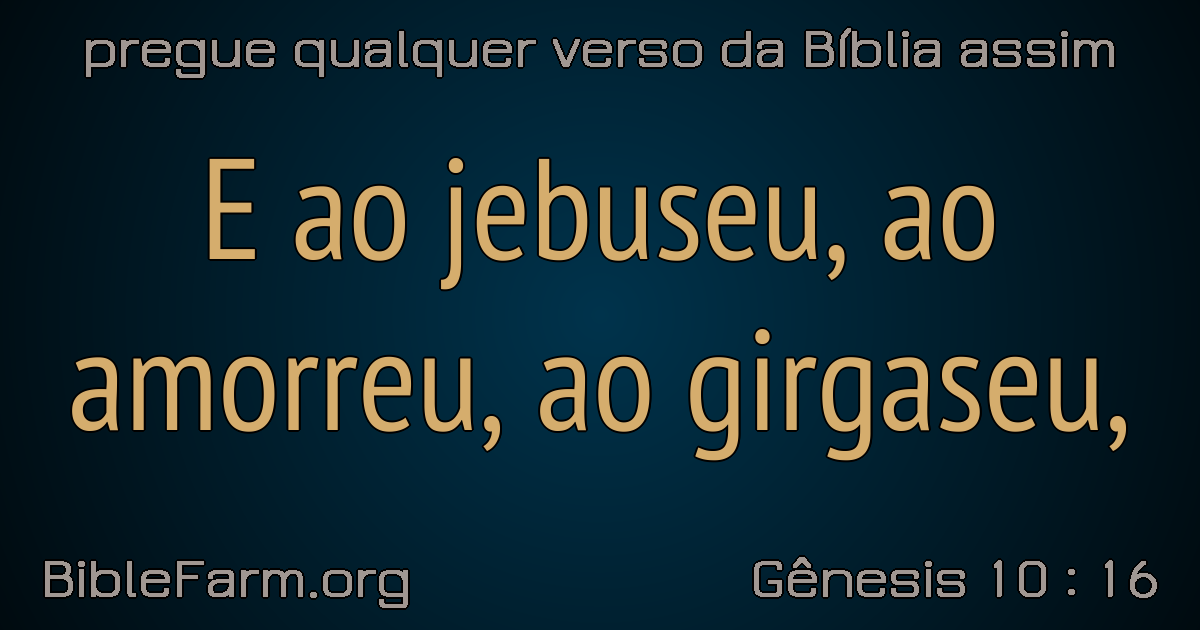 pregue qualquer verso da Bíblia assim
E ao jebuseu, ao
amorreu, ao girgaseu,
BibleFarm.org
Gênesis 10 : 16